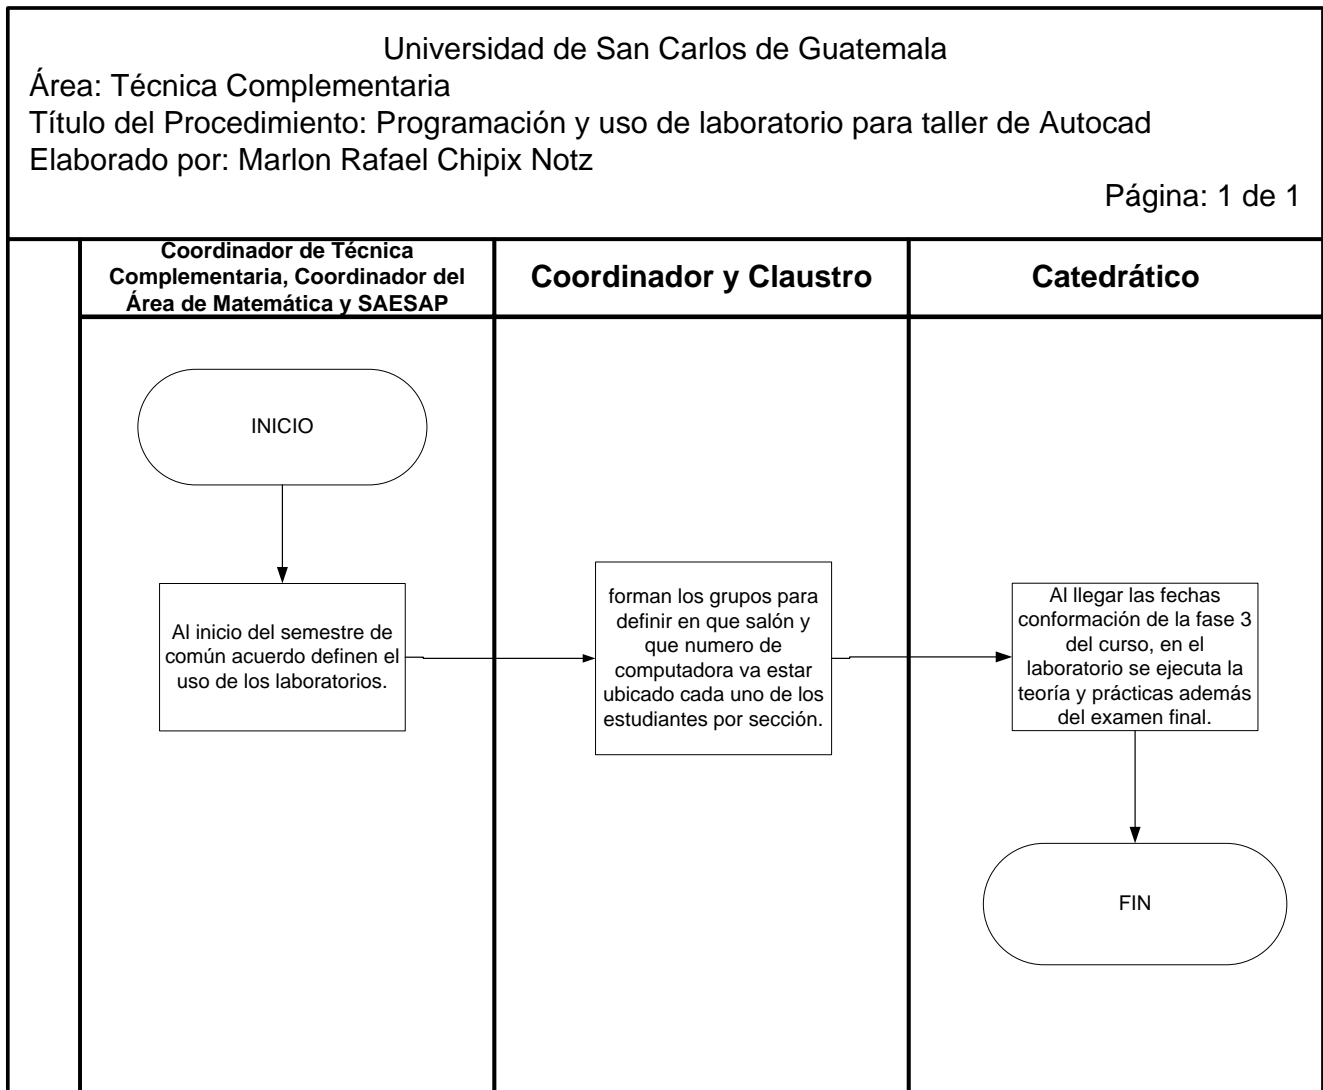 Universidad de San Carlos de Guatemala
Área: Técnica Complementaria
Título del Procedimiento: Programación y uso de laboratorio para taller de Autocad
Elaborado por: Marlon Rafael Chipix Notz
Página: 1 de 1
Coordinador de Técnica
Complementaria, Coordinador del
Área de Matemática y SAESAP
Coordinador y Claustro
Catedrático
INICIO
Al inicio del semestre de
común acuerdo definen el
uso de los laboratorios.
forman los grupos para
definir en que salón y
que numero de
computadora va estar
ubicado cada uno de los
estudiantes por sección.
Al llegar las fechas
conformación de la fase 3
del curso, en el
laboratorio se ejecuta la
teoría y prácticas además
del examen final.
FIN